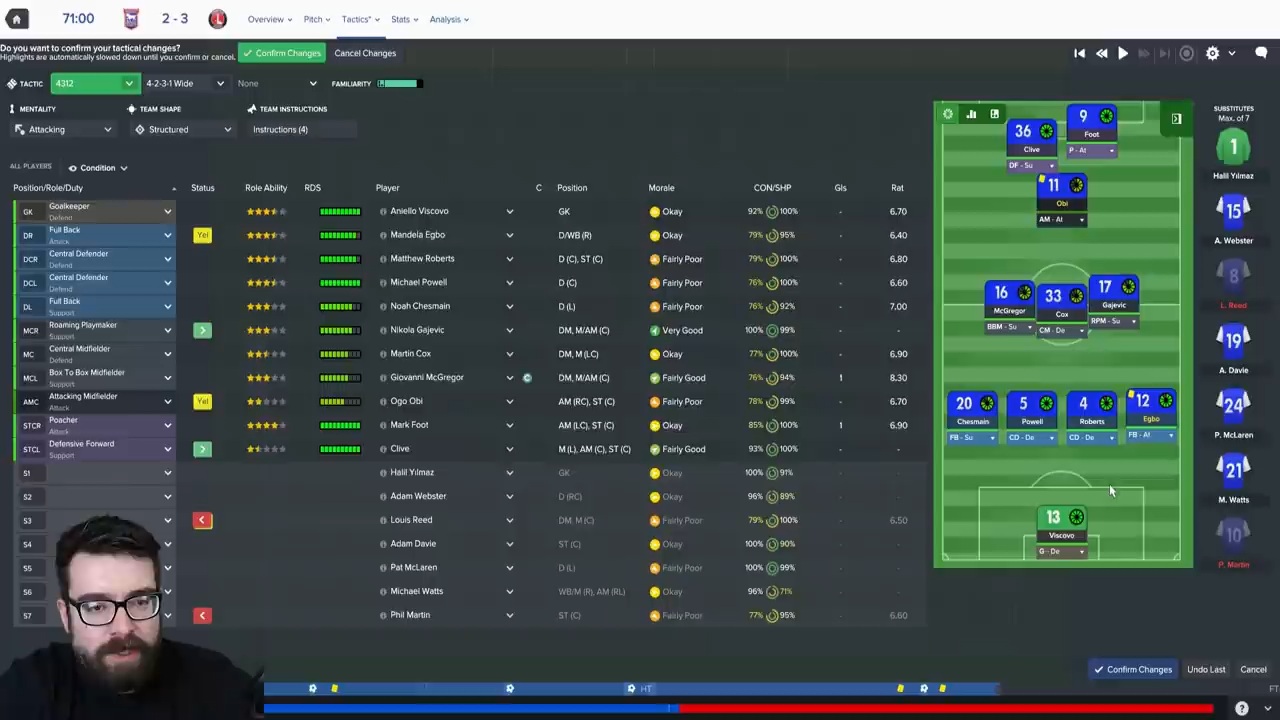 71:00 2 - 3 Overview Pitch Tactics* Stats Analysis
Do you want to confirm your tactical changes?
Highlights are automatically slowed down until you confirm or cancel.
Confirm Changes Cancel Changes
TACTIC 4312 4-2-3-1 Wide None FAMILIARITY
MENTALITY TEAM SHAPE TEAM INSTRUCTIONS
Attacking Structured Instructions (4)
ALL PLAYERS Condition
Position/Role/Duty Status Role Ability RDS Player C Position Morale CON/SHP Gls Rat
GK Goalkeeper Defend Aniello Viscovo GK Okay 92% 100% - 6.70
DR Full Back Attack Yel Mandela Egbo D/WB (R) Okay 79% 95% - 6.40
DCR Central Defender Defend Matthew Roberts D (C), ST (C) Fairly Poor 79% 100% - 6.80
DCL Central Defender Defend Michael Powell D (C) Fairly Poor 76% 100% - 6.60
DL Full Back Support Noah Chesmain D (L) Fairly Poor 76% 92% - 7.00
MCR Roaming Playmaker Support Nikola Gajevic DM, M/AM (C) Very Good 100% 99% - -
MC Central Midfielder Defend Martin Cox DM, M (LC) Okay 77% 100% - 6.90
MCL Box To Box Midfielder Support Giovanni McGregor C DM, M/AM (C) Fairly Good 76% 94% 1 8.30
AMC Attacking Midfielder Attack Yel Ogo Obi AM (RC), ST (C) Fairly Poor 78% 99% - 6.70
STCR Poacher Attack Mark Foot AM (LC), ST (C) Okay 85% 100% 1 6.90
STCL Defensive Forward Support Clive M (L), AM (C), ST (C) Fairly Good 93% 100% - -
S1 Halil Yılmaz GK Okay 100% 91% -
S2 Adam Webster D (RC) Okay 96% 89% -
S3 Louis Reed DM, M (C) Fairly Poor 79% 100% - 6.50
S4 Adam Davie ST (C) Okay 100% 90% -
S5 Pat McLaren D (L) Fairly Poor 100% 99% -
S6 Michael Watts WB/M (R), AM (RL) Okay 96% 71% -
S7 Phil Martin ST (C) Fairly Poor 77% 95% - 6.60
9
Foot
P - At
36
Clive
DF - Su
11
Obi
AM - At
16
McGregor
BBM - Su
33
Cox
CM - De
17
Gajevic
RPM - Su
20
Chesmain
FB - Su
5
Powell
CD - De
4
Roberts
CD - De
12
Egbo
FB - At
13
Viscovo
G - De
SUBSTITUTES
Max. of 7
1
Halil Yılmaz
15
A. Webster
8
L. Reed
19
A. Davie
24
P. McLaren
21
M. Watts
10
P. Martin
Confirm Changes Undo Last Cancel
HT FT